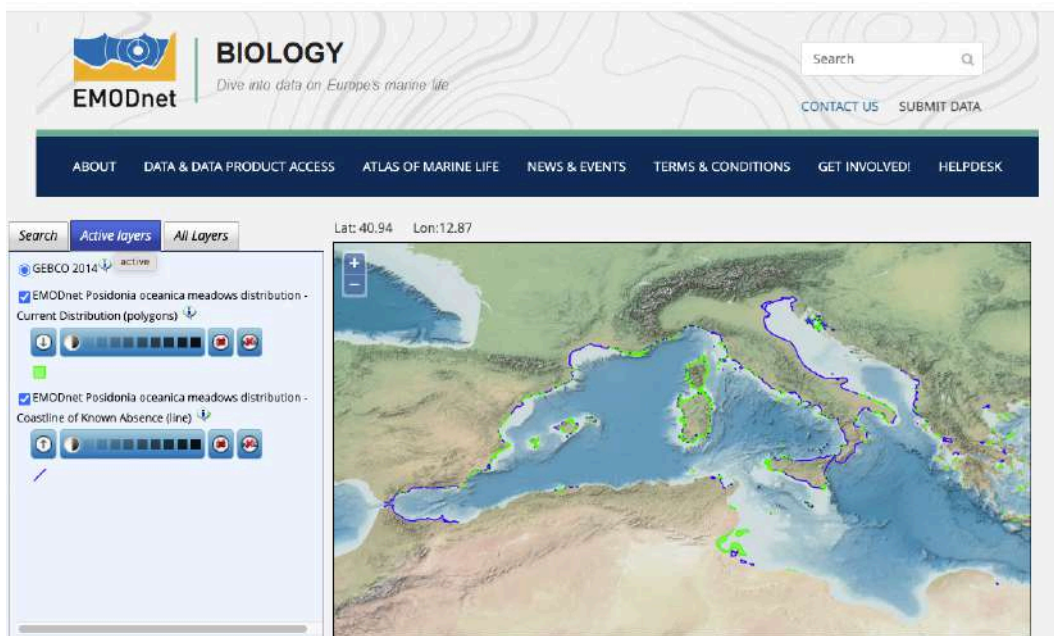 EMODnet
BIOLOGY
Dive into data on Europe's marine life
Search
CONTACT US SUBMIT DATA
ABOUT DATA & DATA PRODUCT ACCESS ATLAS OF MARINE LIFE NEWS & EVENTS TERMS & CONDITIONS GET INVOLVED! HELPDESK
Search Active layers All Layers
Lat: 40.94 Lon:12.87
active
GEBCO 2014
EMODnet Posidonia oceanica meadows distribution -
Current Distribution (polygons)
EMODnet Posidonia oceanica meadows distribution -
Coastline of Known Absence (line)